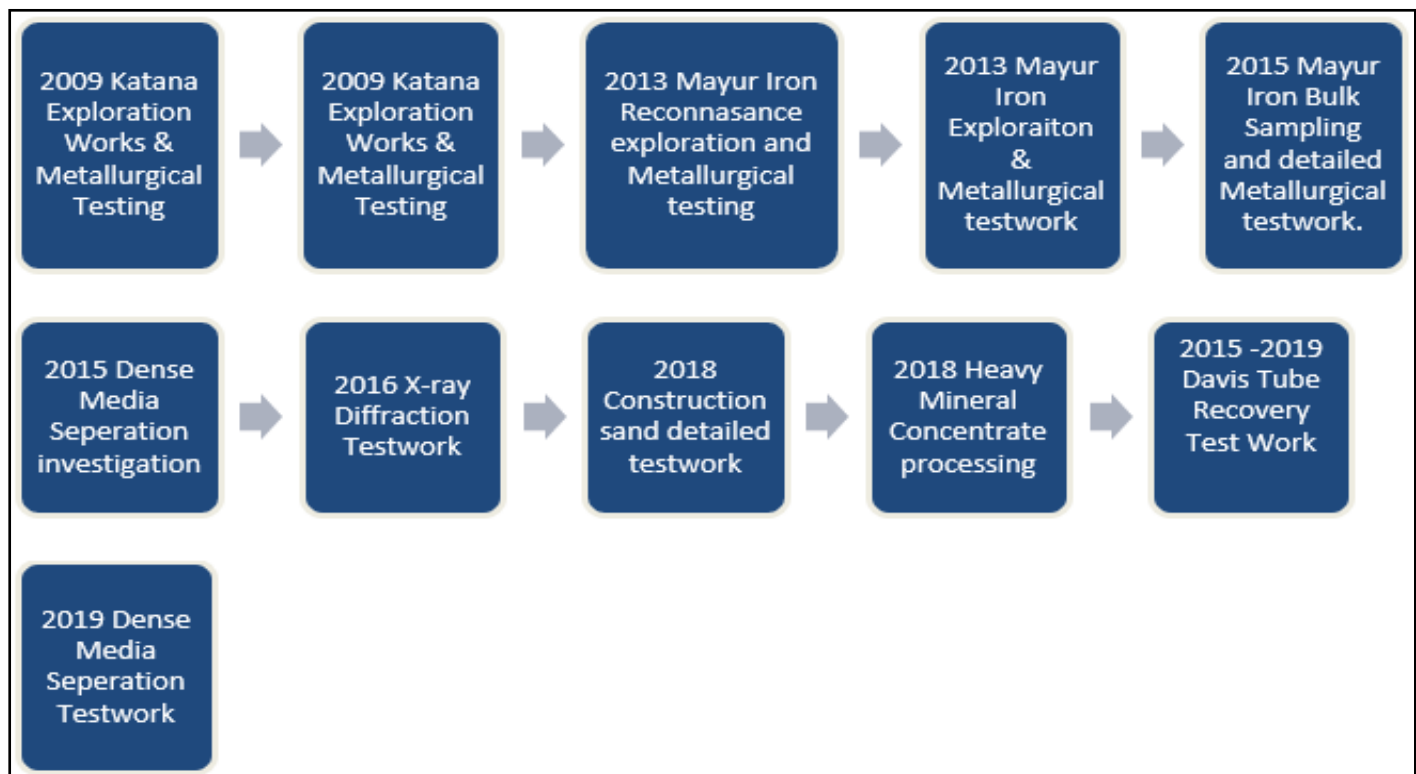 2009 Katana
Exploration
Works &
Metallurgical
Testing
2009 Katana
Exploration
Works &
Metallurgical
Testing
2013 Mayur Iron
Reconnasance
exploration and
Metallurgical
testing
2013 Mayur
Iron
Exploraiton
&
Metallurgical
testwork
2015 Mayur
Iron Bulk
Sampling
and detailed
Metallurgical
testwork.
2015 Dense
Media
Seperation
investigation
2016 X-ray
Diffraction
Testwork
2018
Construction
sand detailed
testwork
2018 Heavy
Mineral
Concentrate
processing
2015 -2019
Davis Tube
Recovery
Test Work
2019 Dense
Media
Seperation
Testwork